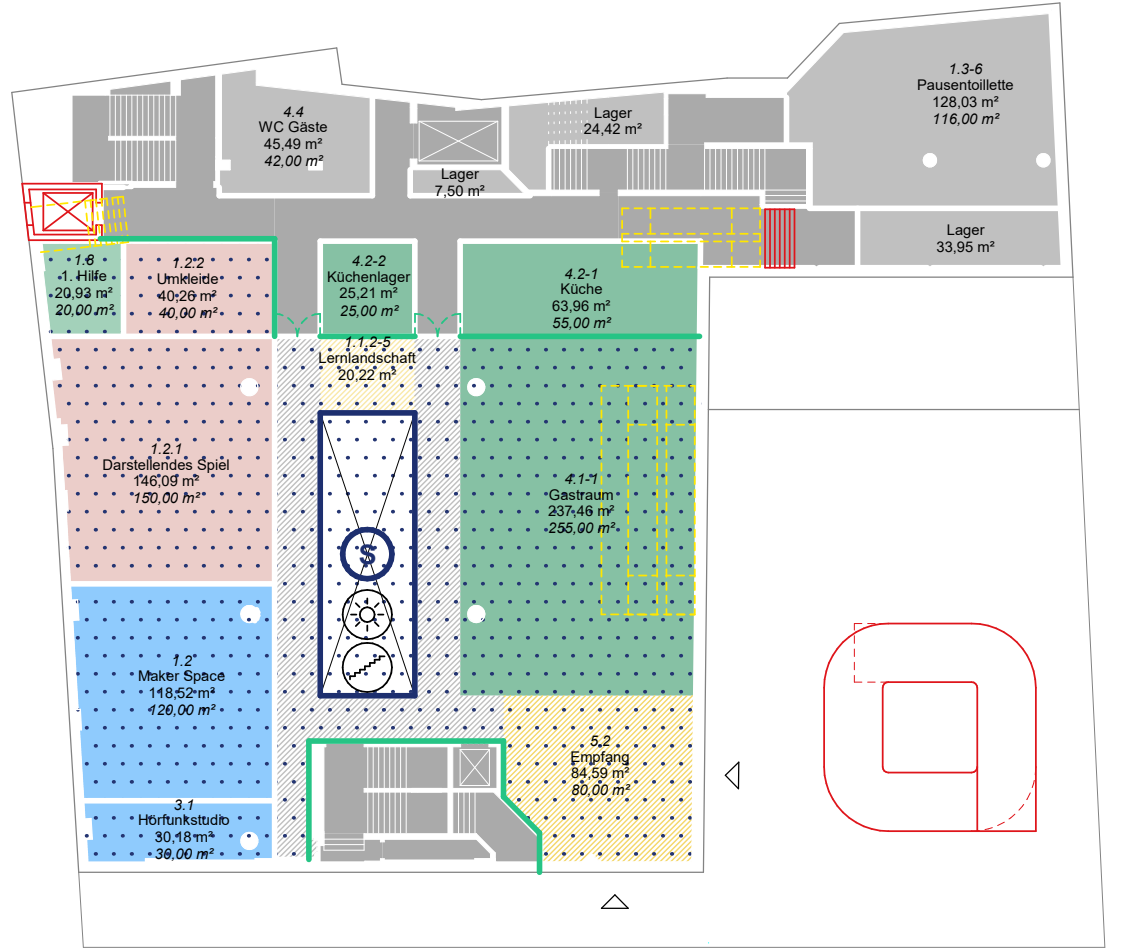 1.3-6
Pausentoillette
128,03 m²
116,00 m²
4.4
WC Gäste
45,49 m²
42,00 m²
Lager
24,42 m²
Lager
7,50 m²
Lager
33,95 m²
1.8
1. Hilfe
20,93 m²
20,00 m²
1.2.2
Umkleide
40,26 m²
40,00 m²
4.2-2
Küchenlager
25,21 m²
25,00 m²
4.2-1
Küche
63,96 m²
55,00 m²
1.1.2-5
Lernlandschaft
20,22 m²
1.2.1
Darstellendes Spiel
146,09 m²
150,00 m²
4.1-1
Gastraum
237,46 m²
255,00 m²
S
1.2
Maker Space
118,52 m²
120,00 m²
5.2
Empfang
84,59 m²
80,00 m²
3.1
Hörfunkstudio
30,18 m²
30,00 m²